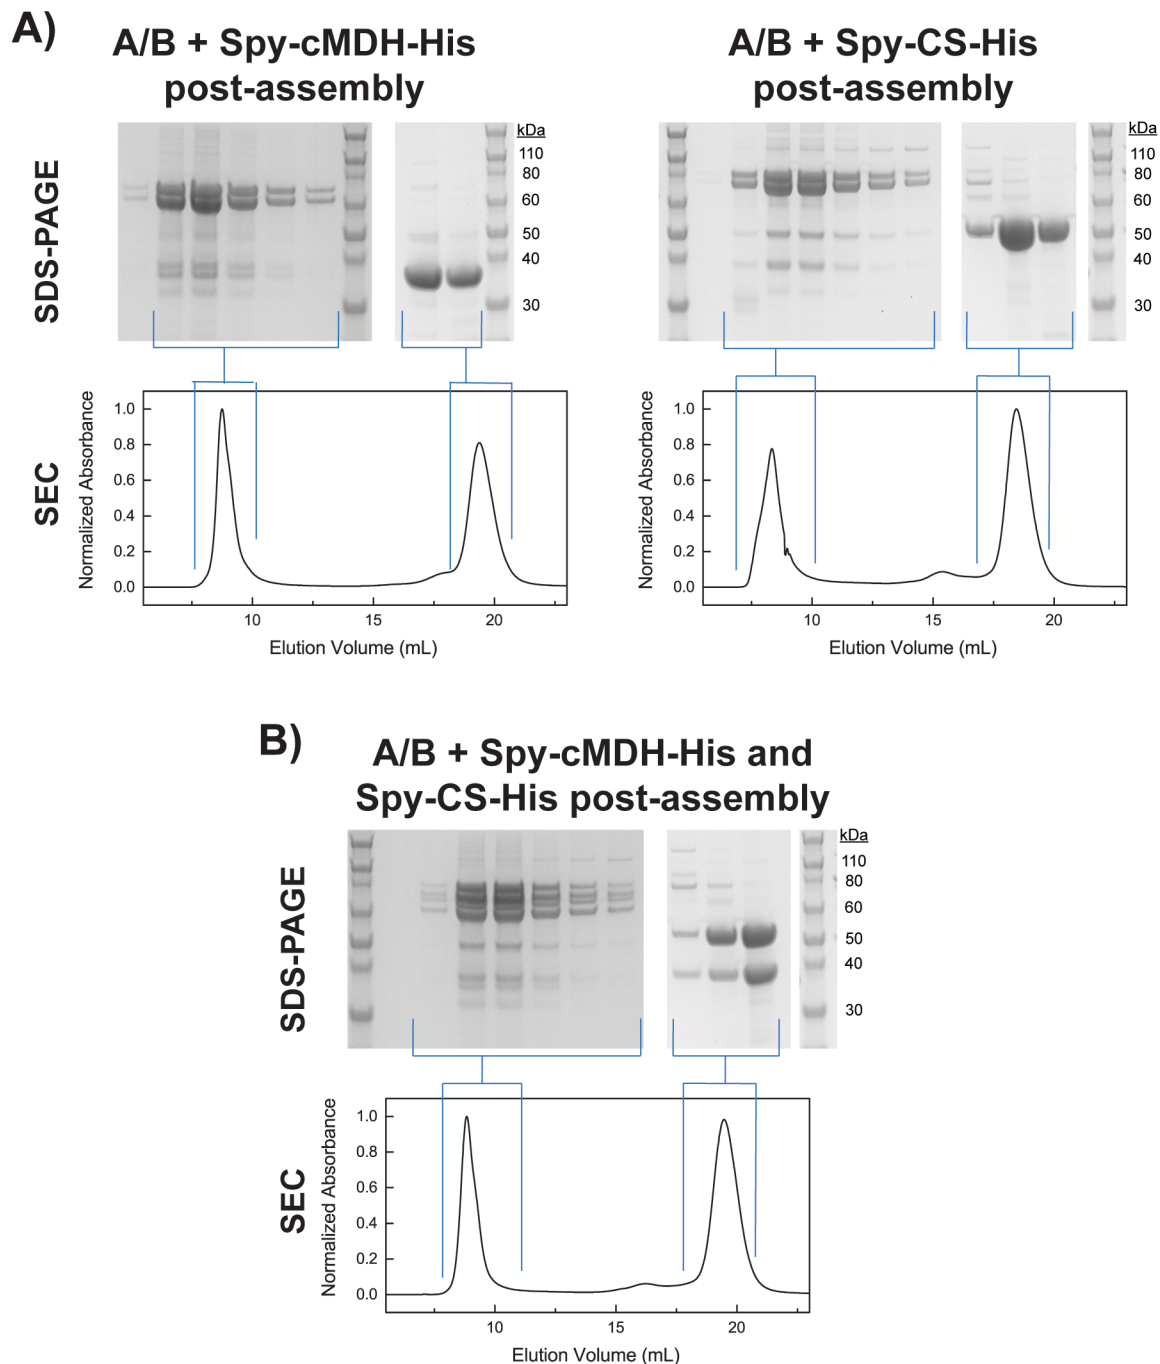 A)
A/B + Spy-cMDH-His
post-assembly
SDS-PAGE
kDa
110
80
60
50
40
30
SEC
Normalized Absorbance
1.0
0.8
0.6
0.4
0.2
0.0
10
15
20
Elution Volume (mL)
A/B + Spy-CS-His
post-assembly
kDa
110
80
60
50
40
30
Normalized Absorbance
1.0
0.8
0.6
0.4
0.2
0.0
10
15
20
Elution Volume (mL)
B)
A/B + Spy-cMDH-His and
Spy-CS-His post-assembly
SDS-PAGE
kDa
110
80
60
50
40
30
SEC
Normalized Absorbance
1.0
0.8
0.6
0.4
0.2
0.0
10
15
20
Elution Volume (mL)